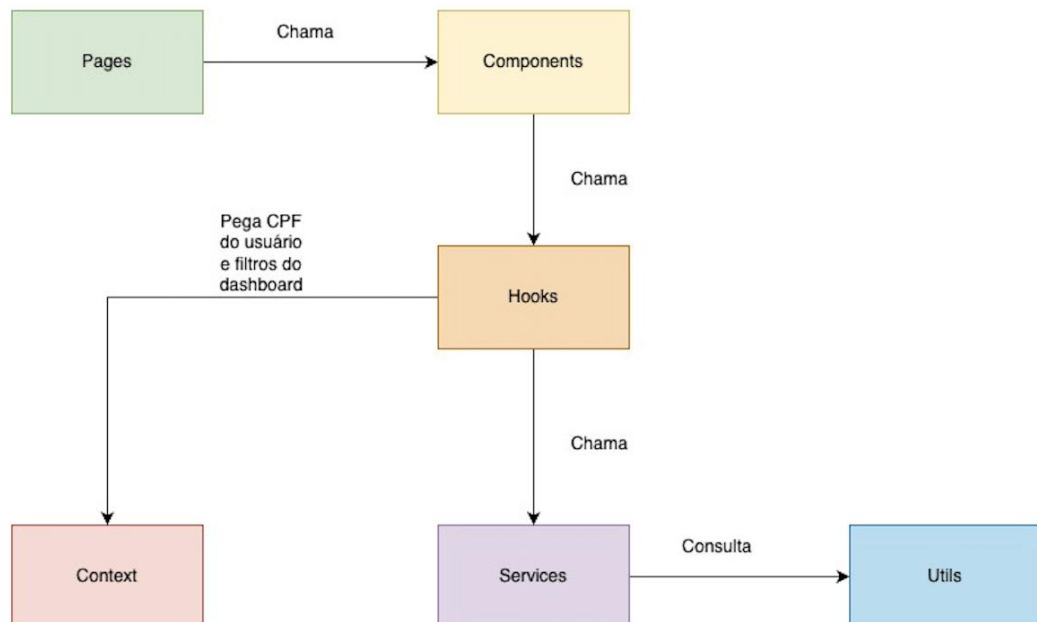 Pages
Chama
Components
Chama
Pega CPF
do usuário
e filtros do
dashboard
Hooks
Chama
Context
Services
Consulta
Utils